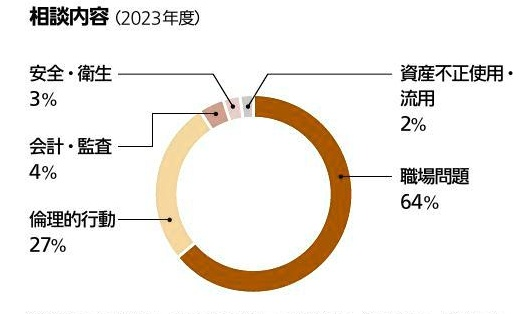 相談内容（2023年度）
安全・衛生
3%
会計・監査
4%
倫理的行動
27%
資産不正使用・
流用
2%
職場問題
64%